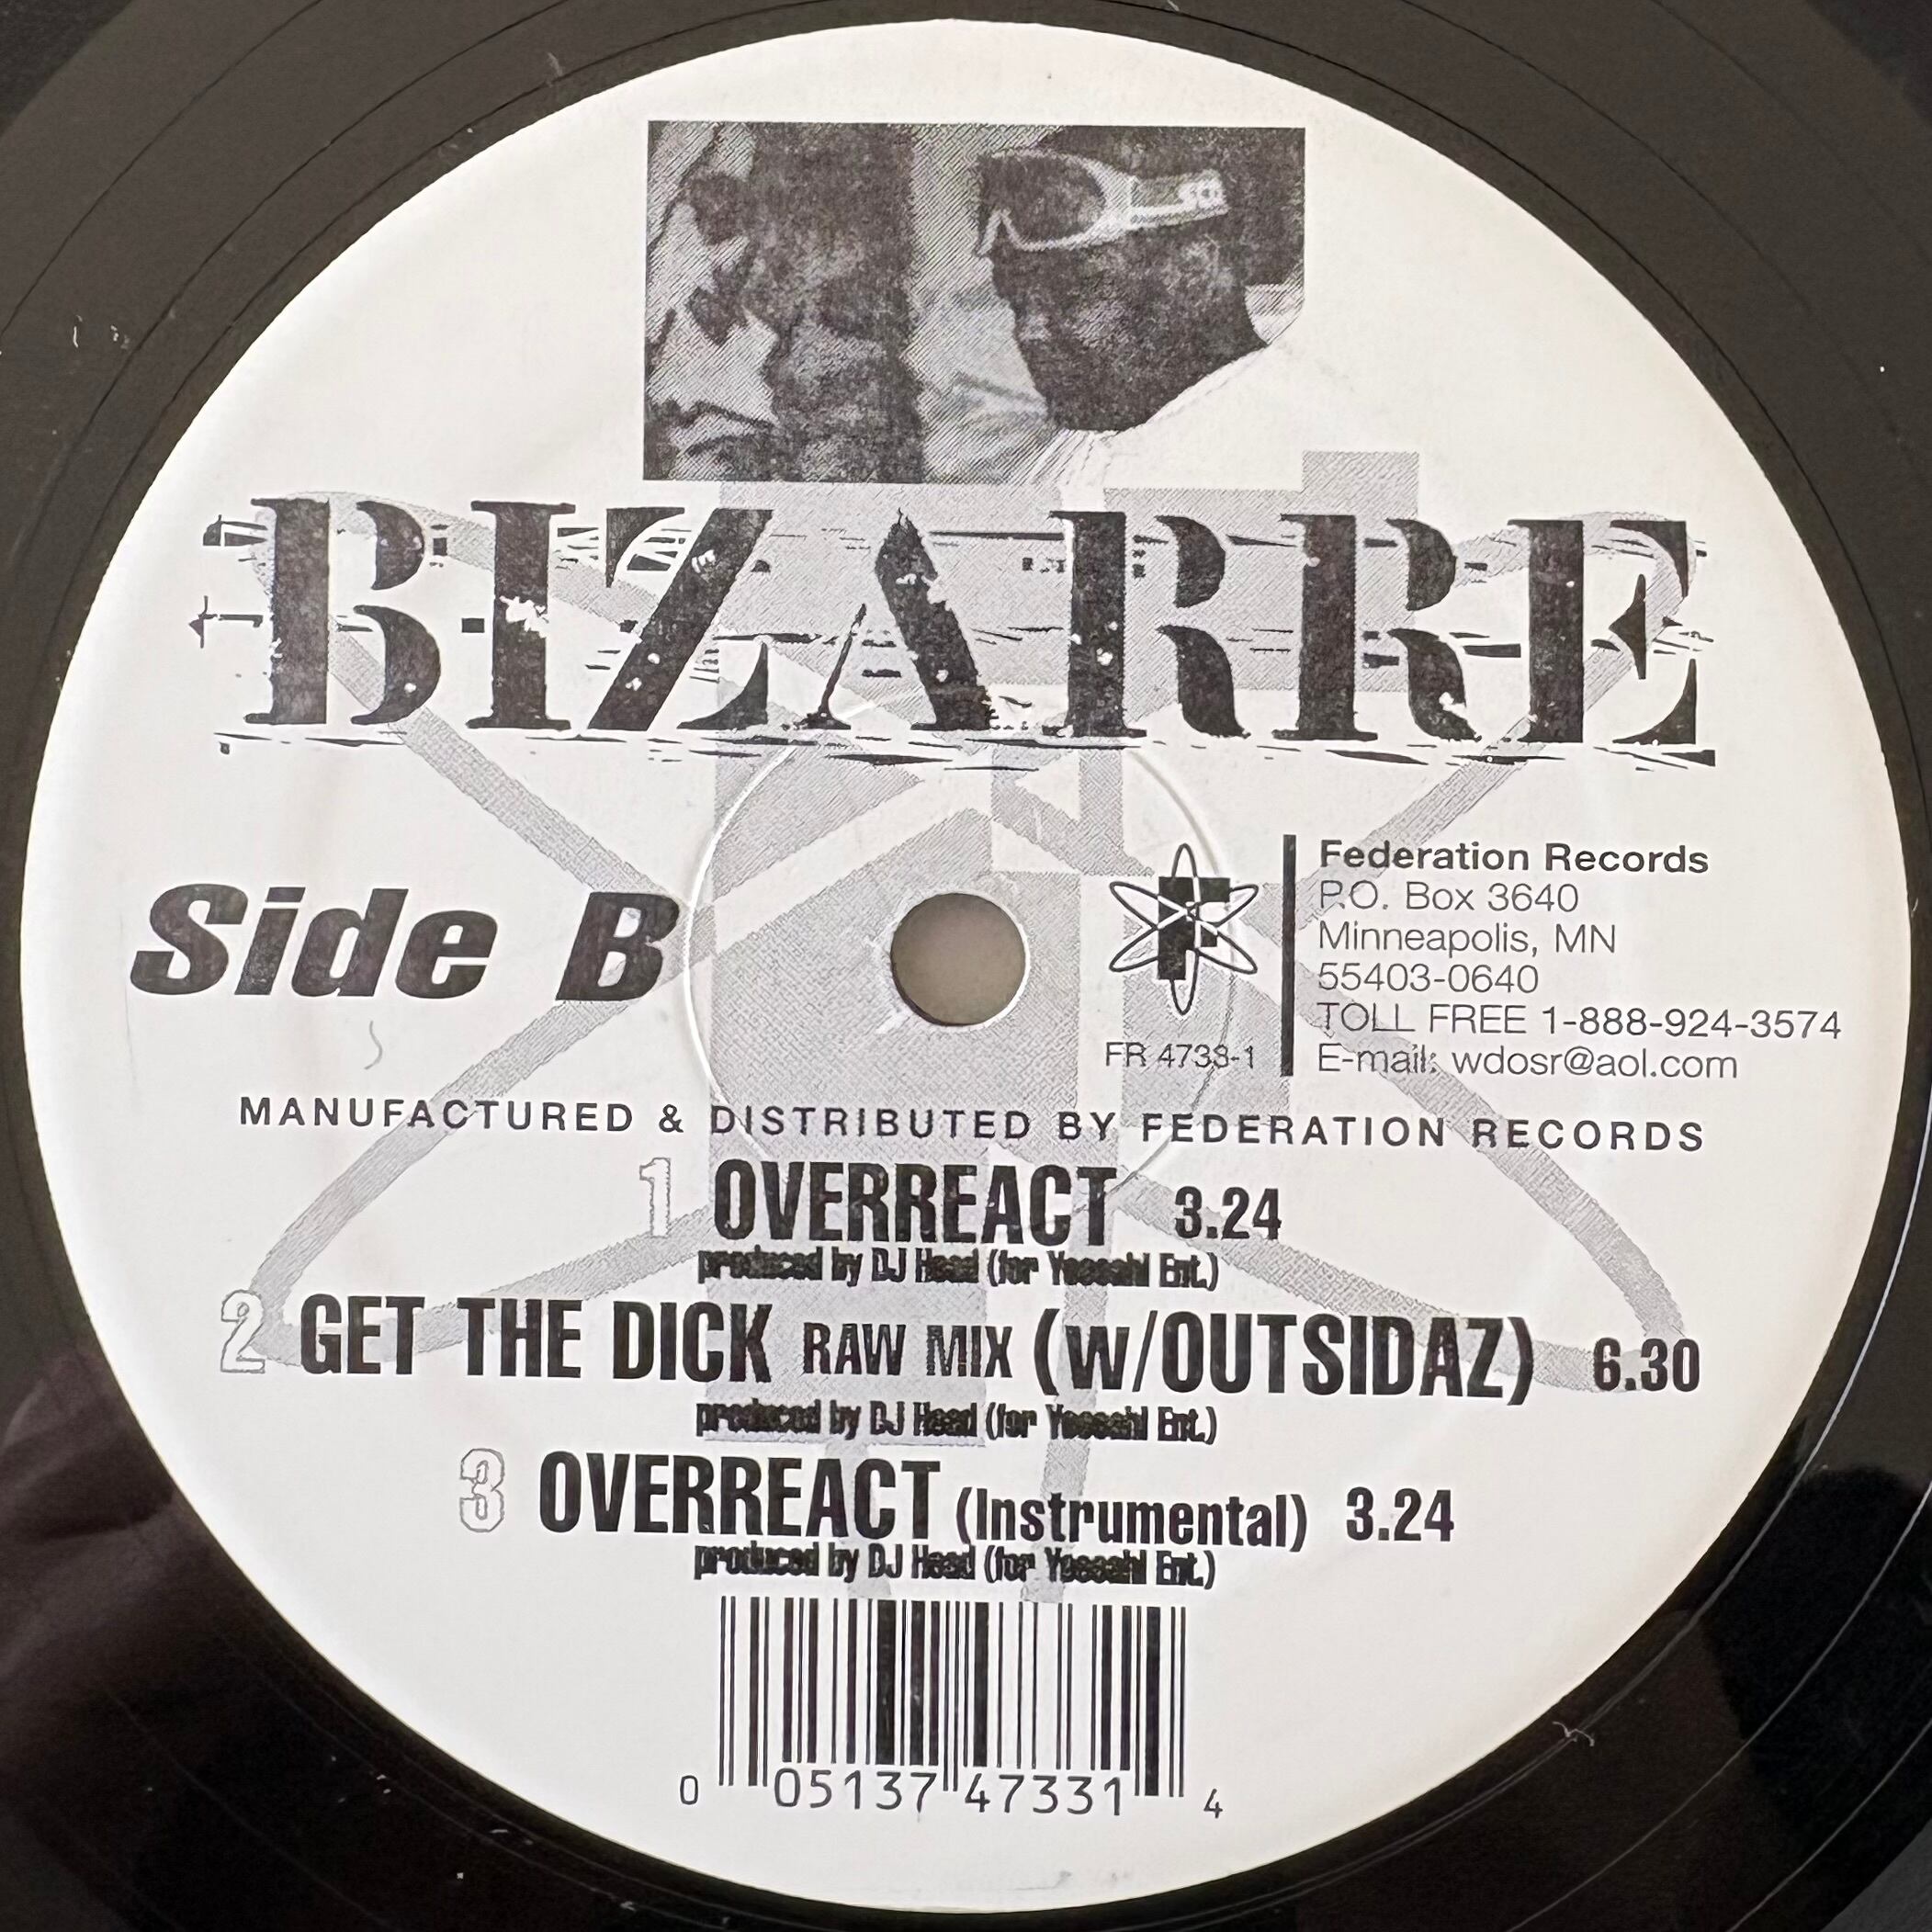 BIZARRE
Side B
F
FR 4733-1
Federation Records
P.O. Box 3640
Minneapolis, MN
55403-0640
TOLL FREE 1-888-924-3574
E-mail: wdosr@aol.com
MANUFACTURED & DISTRIBUTED BY FEDERATION RECORDS
1 OVERREACT 3.24
produced by DJ Head (for Yessahl Ent.)
2 GET THE DICK RAW MIX (W/OUTSIDAZ) 6.30
produced by DJ Head (for Yessahl Ent.)
3 OVERREACT (Instrumental) 3.24
produced by DJ Head (for Yessahl Ent.)
0 05137 47331 4